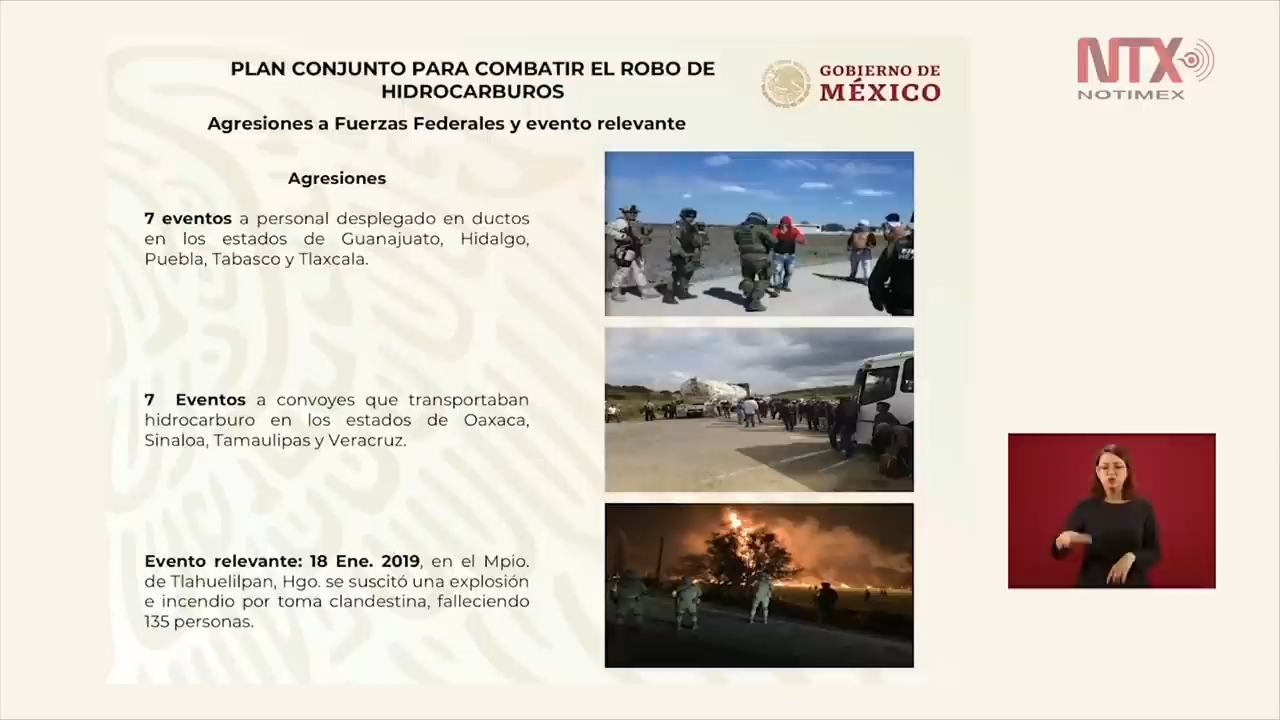 PLAN CONJUNTO PARA COMBATIR EL ROBO DE
HIDROCARBUROS
Agresiones a Fuerzas Federales y evento relevante
GOBIERNO DE
MÉXICO
NTX
NOTIMEX
Agresiones
7 eventos a personal desplegado en ductos
en los estados de Guanajuato, Hidalgo,
Puebla, Tabasco y Tlaxcala.
7 Eventos a convoyes que transportaban
hidrocarburo en los estados de Oaxaca,
Sinaloa, Tamaulipas y Veracruz.
Evento relevante: 18 Ene. 2019, en el Mpio.
de Tlahuelilpan, Hgo. se suscitó una explosión
e incendio por toma clandestina, falleciendo
135 personas.